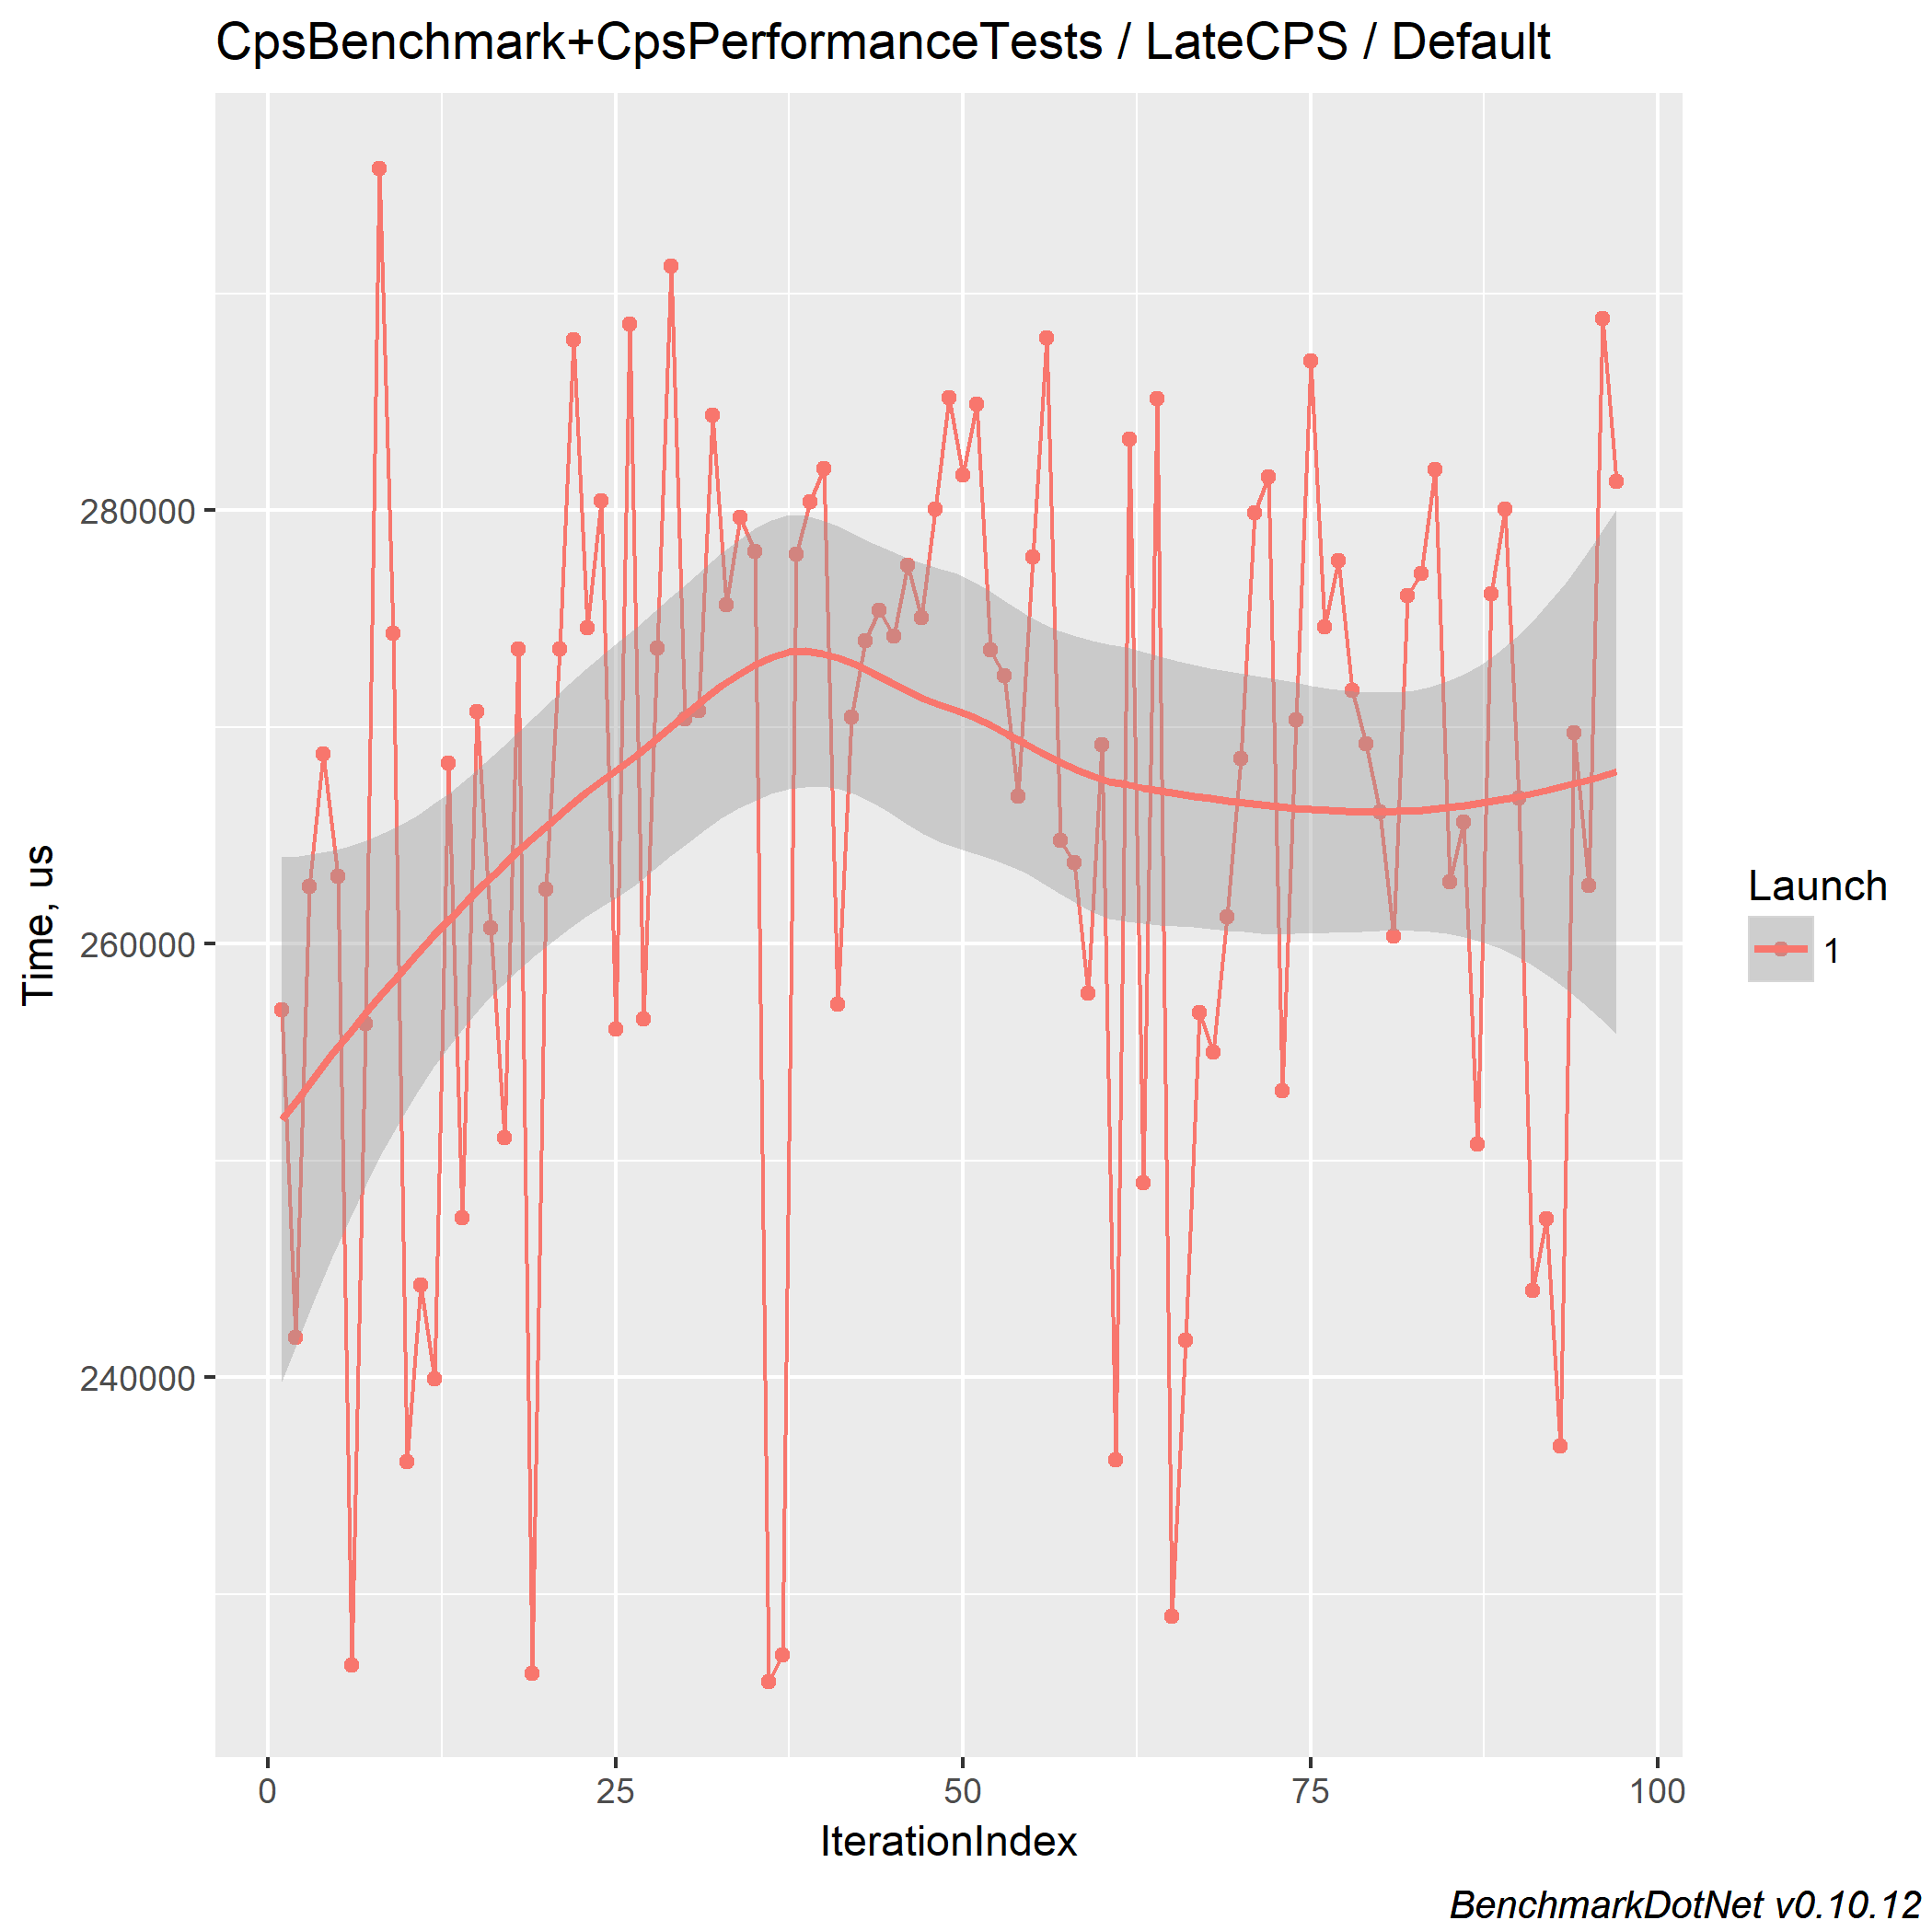 CpsBenchmark+CpsPerformanceTests / LateCPS / Default
Time, us
280000
260000
240000
0 25 50 75 100
IterationIndex
Launch
1
BenchmarkDotNet v0.10.12